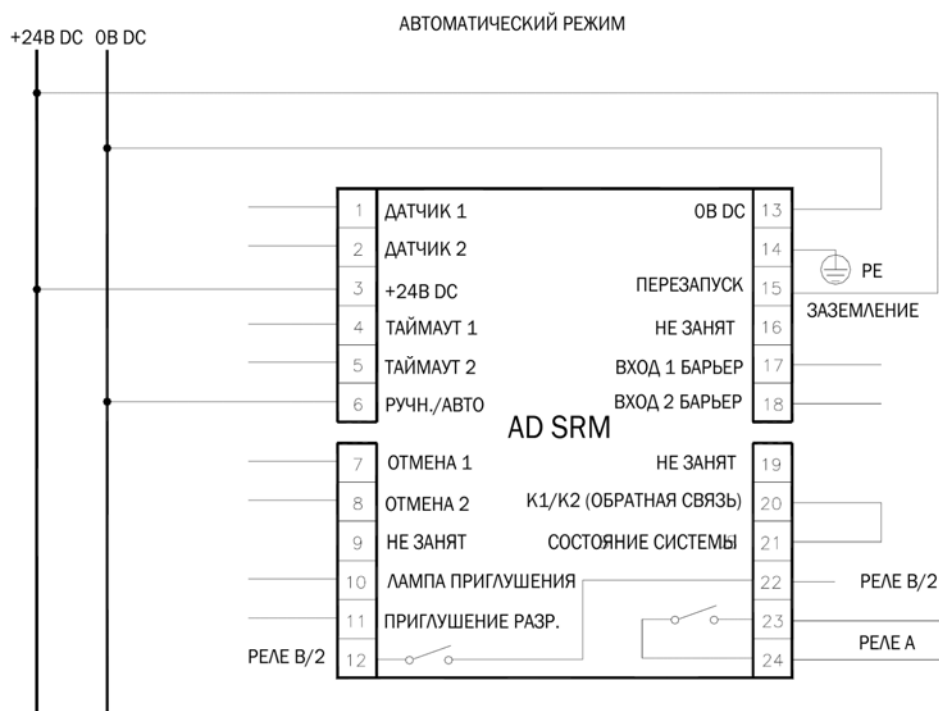 АВТОМАТИЧЕСКИЙ РЕЖИМ
+24В DC 0В DC
1 ДАТЧИК 1
2 ДАТЧИК 2
3 +24В DC
4 ТАЙМАУТ 1
5 ТАЙМАУТ 2
6 РУЧН./АВТО
0В DC 13
14
PE
ПЕРЕЗАПУСК 15
ЗАЗЕМЛЕНИЕ
НЕ ЗАНЯТ 16
ВХОД 1 БАРЬЕР 17
ВХОД 2 БАРЬЕР 18
AD SRM
7 ОТМЕНА 1
8 ОТМЕНА 2
9 НЕ ЗАНЯТ
10 ЛАМПА ПРИГЛУШЕНИЯ
11 ПРИГЛУШЕНИЕ РАЗР.
РЕЛЕ В/2 12
НЕ ЗАНЯТ 19
К1/К2 (ОБРАТНАЯ СВЯЗЬ) 20
СОСТОЯНИЕ СИСТЕМЫ 21
22 РЕЛЕ В/2
23
РЕЛЕ А
24